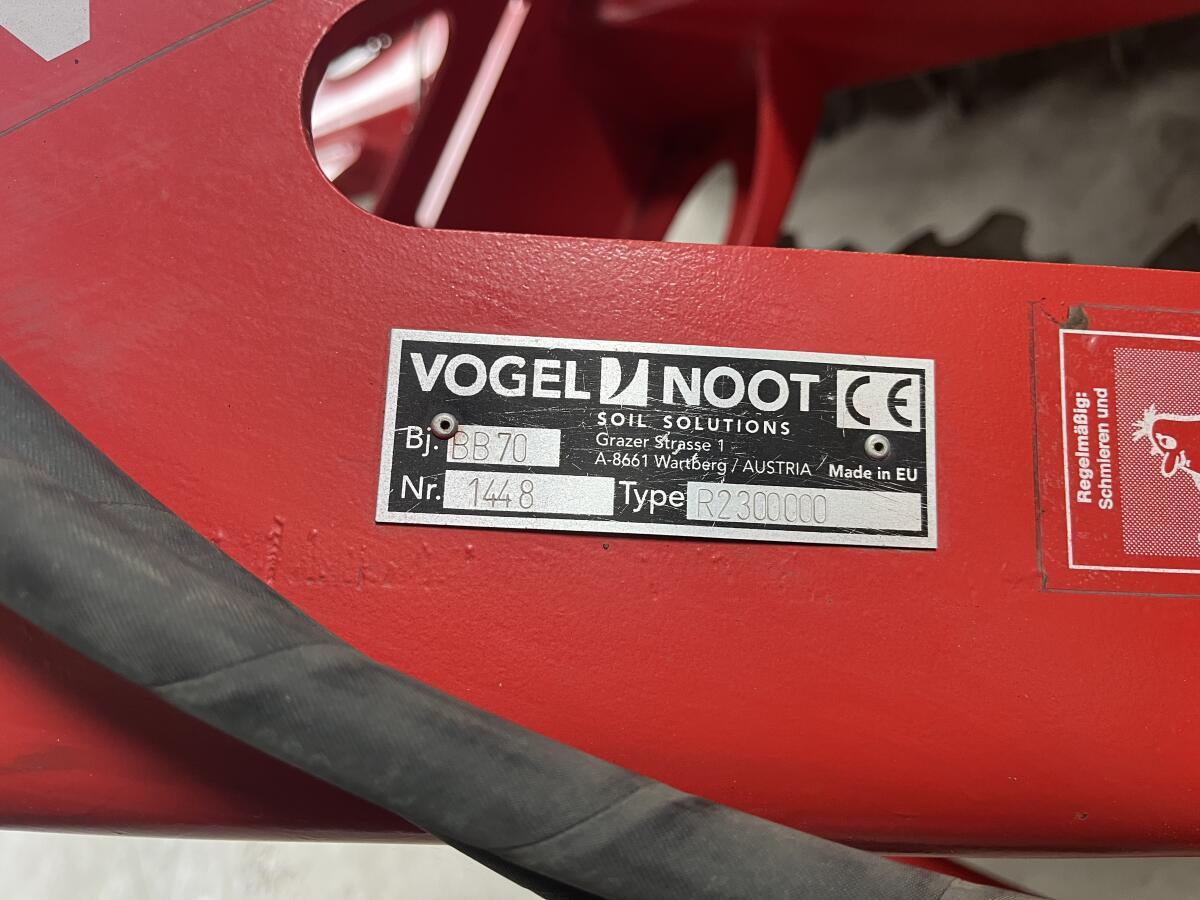 VOGEL NOOT CE
SOIL SOLUTIONS
Bj. BB70
Grazer Strasse 1
A-8661 Wartberg / AUSTRIA
Made in EU
Nr. 1448
Type R2300000
Regelmäßig:
Schmieren und